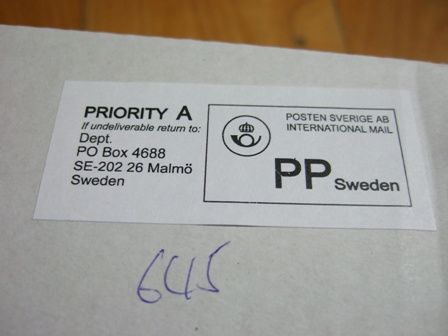 PRIORITY A
If undeliverable return to:
Dept.
PO Box 4688
SE-202 26 Malmö
Sweden
POSTEN SVERIGE AB
INTERNATIONAL MAIL
PP Sweden
645